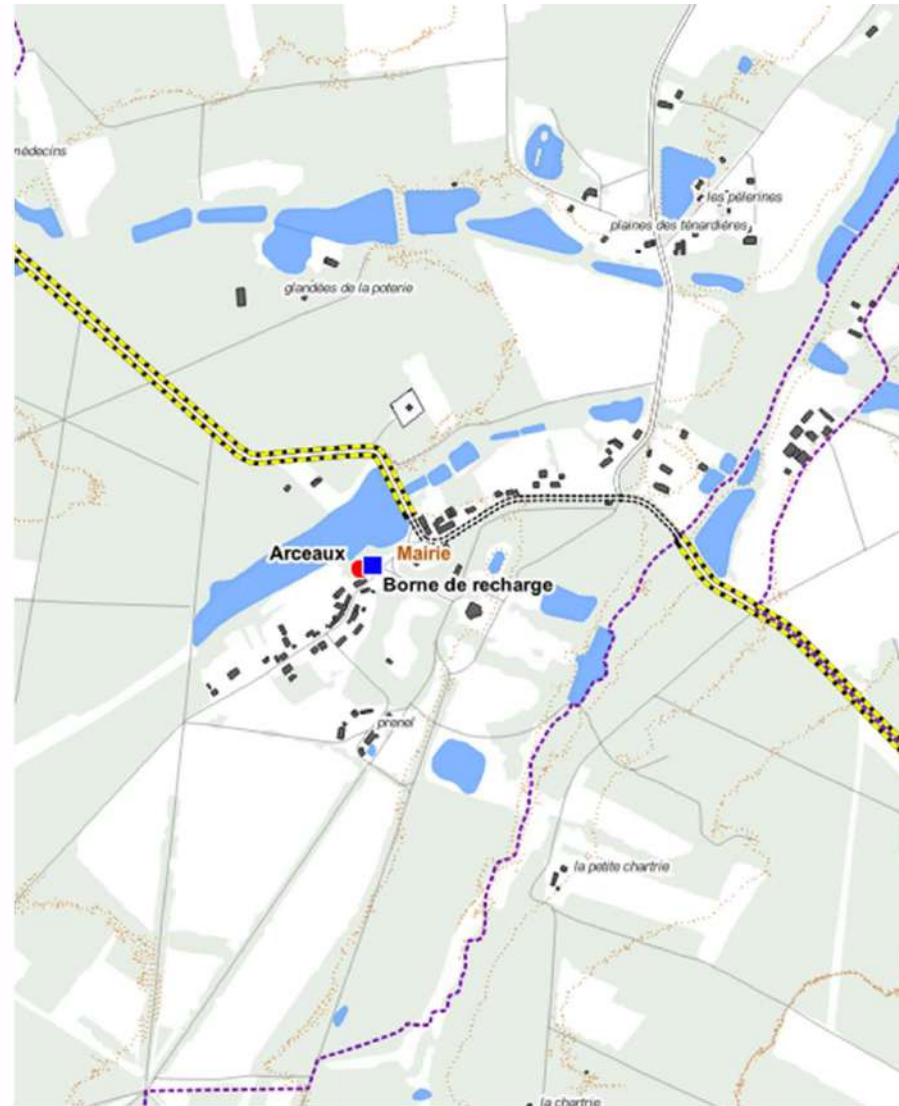 médecins
les pèlerines
plaines des ténardières
glandées de la poterie
Arceaux
Mairie
Borne de recharge
prenel
la petite chartrie
la chartrie